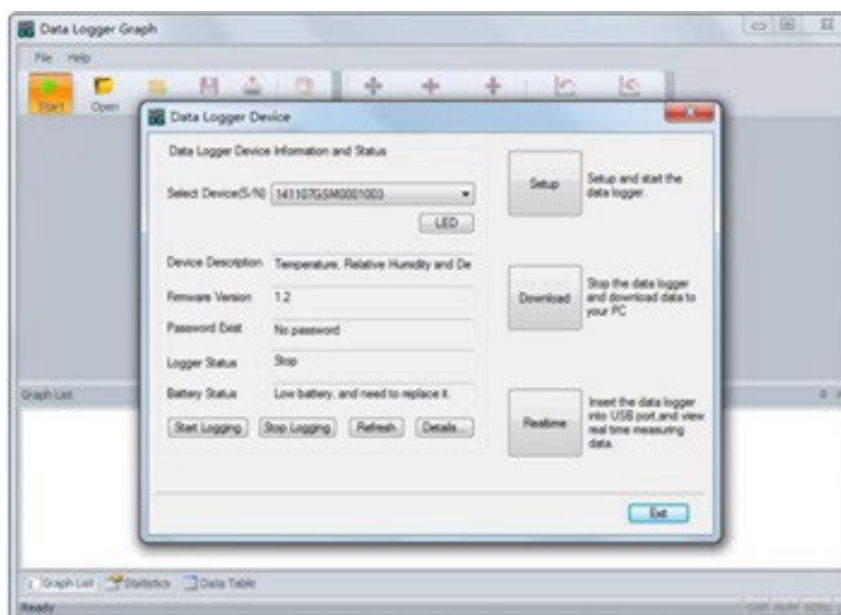 Data Logger Graph
File Help
Start Open
Data Logger Device
Data Logger Device Information and Status
Select Device(S/N) 141107GSM0001003
LED
Device Description Temperature, Relative Humidity and De
Firmware Version 1.2
Password Exist No password
Logger Status Stop
Battery Status Low battery, and need to replace it.
Start Logging Stop Logging Refresh Details...
Setup
Setup and start the
data logger.
Download
Stop the data logger
and download data to
your PC
Realtime
Insert the data logger
into USB port,and view
real time measuring
data.
Exit
Graph List
Graph List Statistics Data Table
Ready
CAP NUM